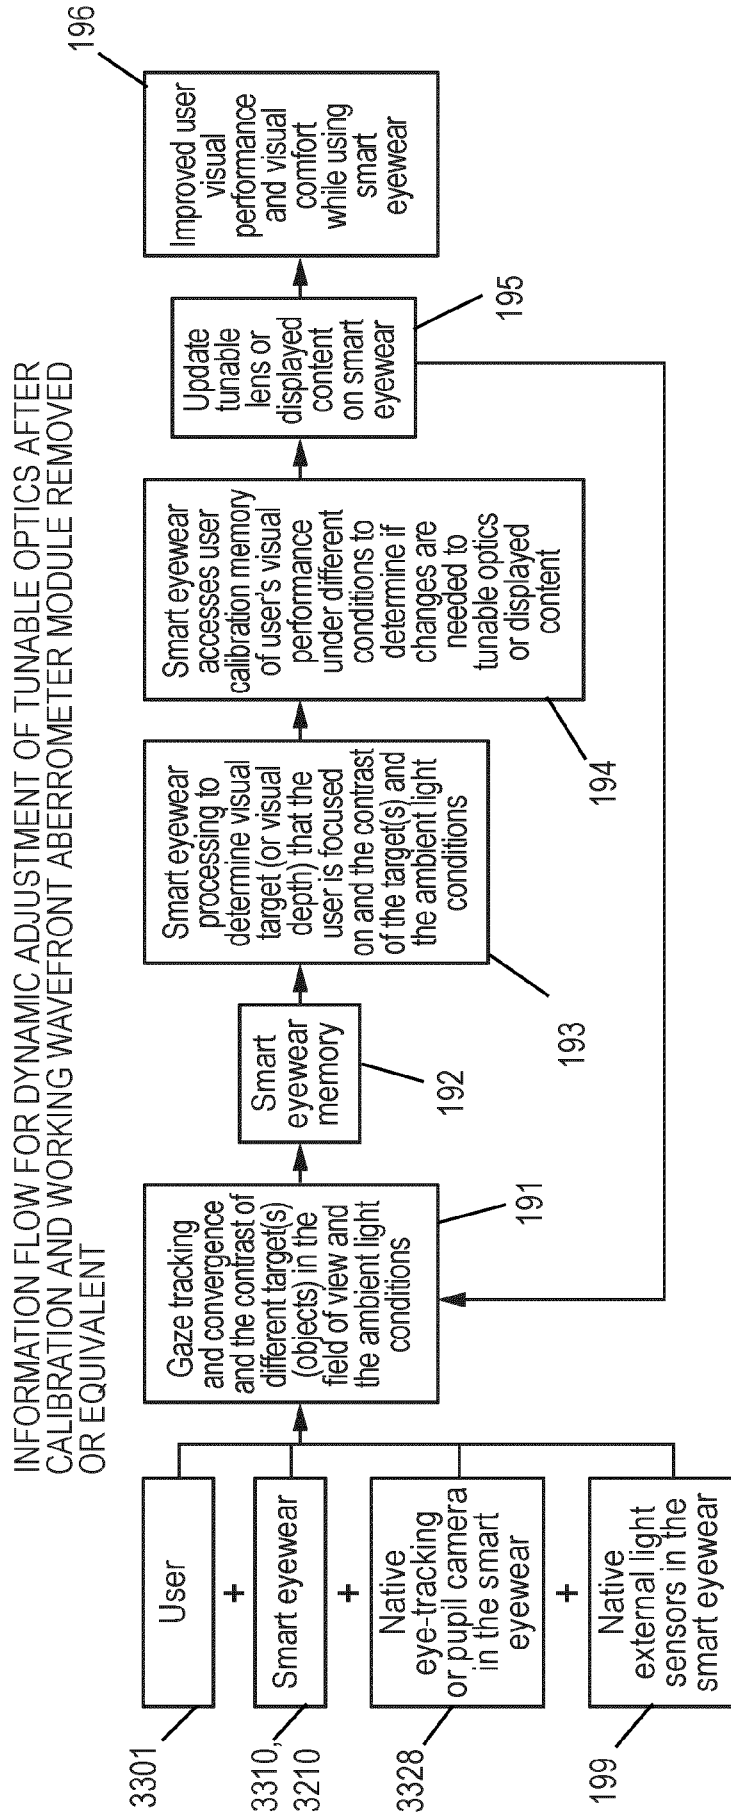 INFORMATION FLOW FOR DYNAMIC ADJUSTMENT OF TUNABLE OPTICS AFTER
CALIBRATION AND WORKING WAVEFRONT ABERROMETER MODULE REMOVED
OR EQUIVALENT
3301
User
+
3310,
3210
Smart eyewear
+
3328
Native
eye-tracking
or pupil camera
in the smart
eyewear
+
199
Native
external light
sensors in the
smart eyewear
Gaze tracking
and convergence
and the contrast of
different target(s)
(objects) in the
field of view and
the ambient light
conditions
191
Smart
eyewear
memory
192
Smart eyewear
processing to
determine visual
target (or visual
depth) that the
user is focused
on and the contrast
of the target(s) and
the ambient light
conditions
193
Smart eyewear
accesses user
calibration memory
of user's visual
performance
under different
conditions to
determine if
changes are
needed to
tunable optics
or displayed
content
194
Update
tunable
lens or
displayed
content
on smart
eyewear
195
Improved user
visual
performance
and visual
comfort
while using
smart
eyewear
196